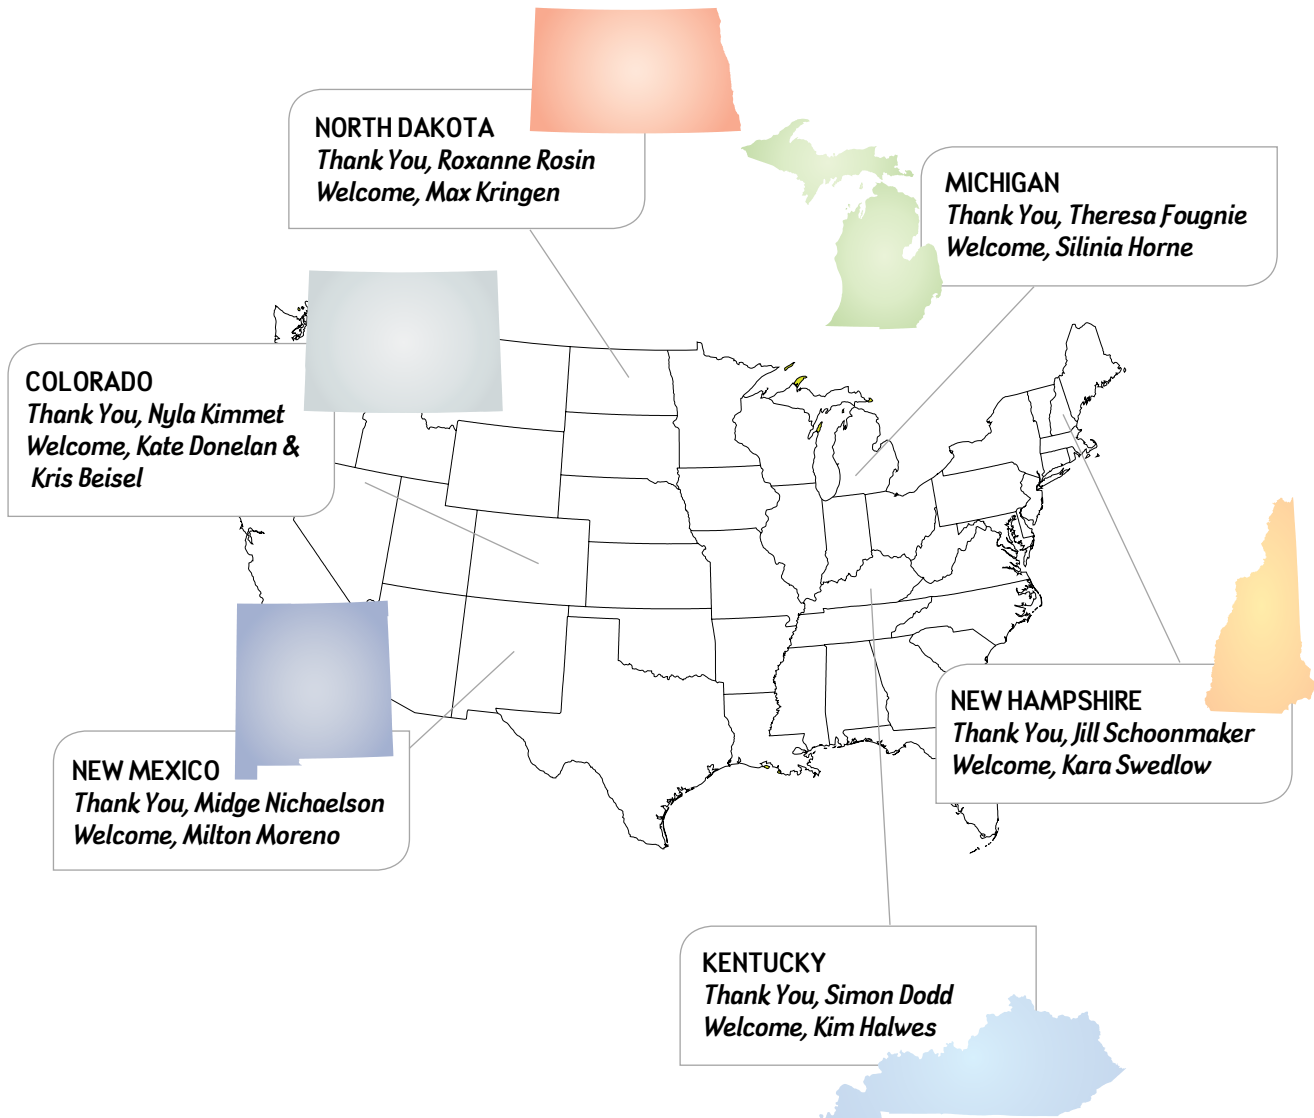 NORTH DAKOTA
Thank You, Roxanne Rosin
Welcome, Max Kringen
MICHIGAN
Thank You, Theresa Fougnie
Welcome, Silinia Horne
COLORADO
Thank You, Nyla Kimmet
Welcome, Kate Donelan &
Kris Beisel
NEW HAMPSHIRE
Thank You, Jill Schoonmaker
Welcome, Kara Swedlow
NEW MEXICO
Thank You, Midge Nichaelson
Welcome, Milton Moreno
KENTUCKY
Thank You, Simon Dodd
Welcome, Kim Halwes